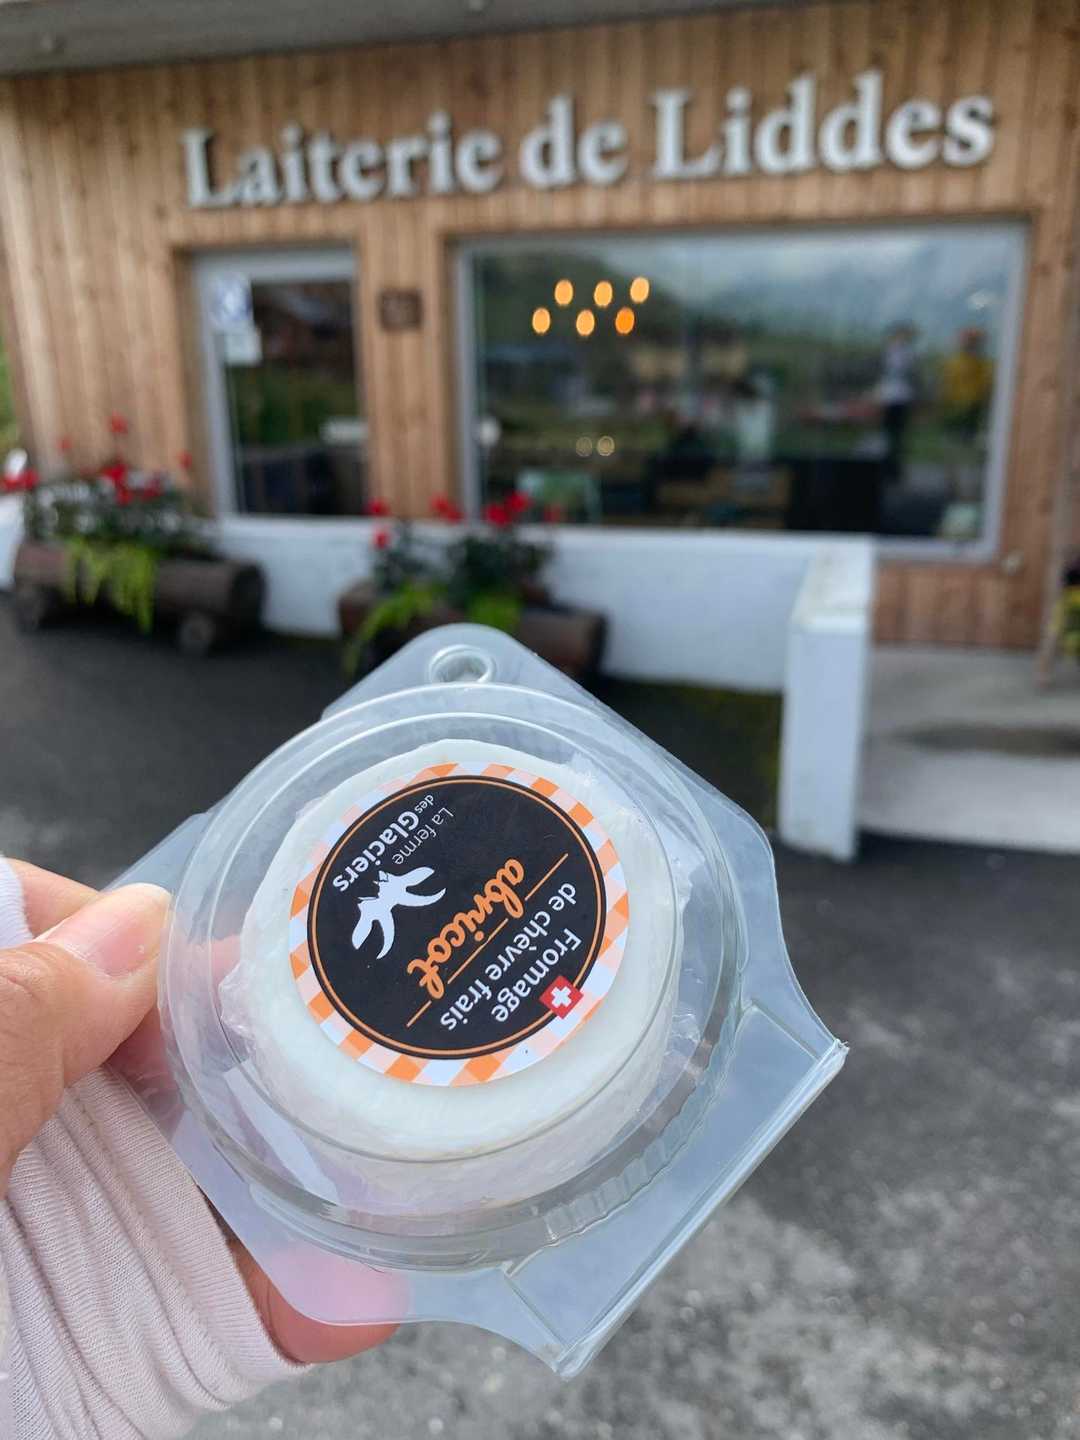 Laiterie de Liddes
La ferme
des Glaciers
abricot
Fromage
de chèvre frais